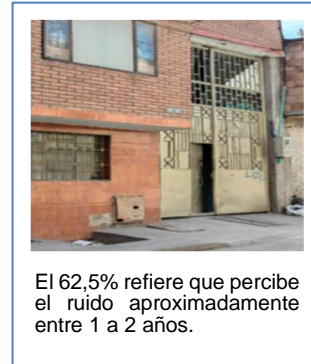 El 62,5% refiere que percibe
el ruido aproximadamente
entre 1 a 2 años.